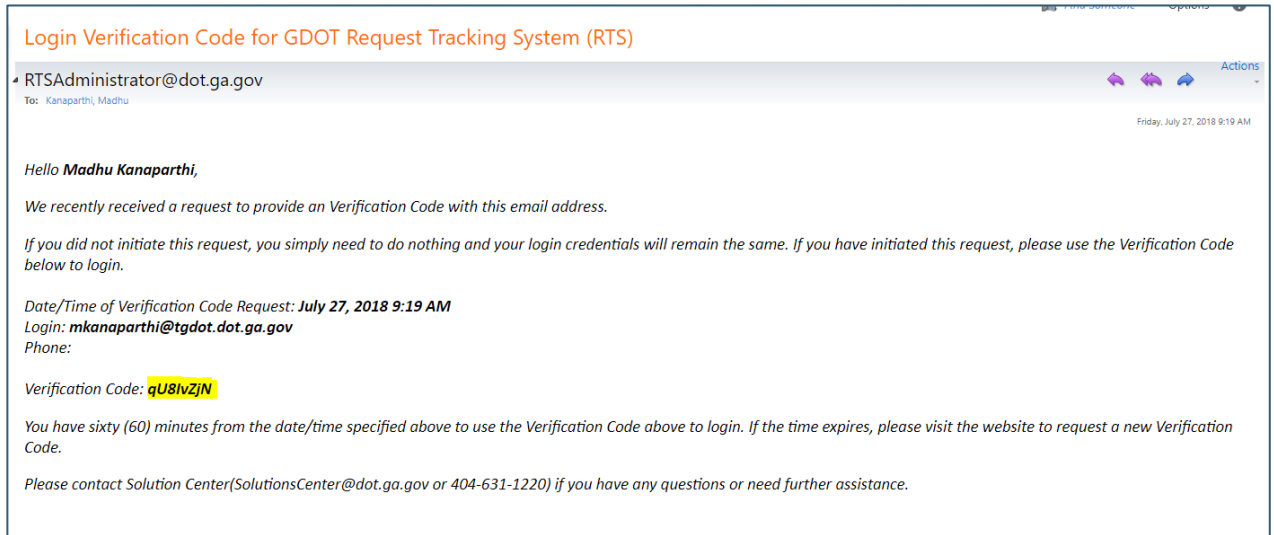 Find Someone Options
Login Verification Code for GDOT Request Tracking System (RTS)
RTSAdministrator@dot.ga.gov
Actions
To: Kanaparthi, Madhu
Friday, July 27, 2018 9:19 AM
Hello Madhu Kanaparthi,
We recently received a request to provide an Verification Code with this email address.
If you did not initiate this request, you simply need to do nothing and your login credentials will remain the same. If you have initiated this request, please use the Verification Code
below to login.
Date/Time of Verification Code Request: July 27, 2018 9:19 AM
Login: mkanaparthi@tgdot.dot.ga.gov
Phone:
Verification Code: qU8IvZjN
You have sixty (60) minutes from the date/time specified above to use the Verification Code above to login. If the time expires, please visit the website to request a new Verification
Code.
Please contact Solution Center(SolutionsCenter@dot.ga.gov or 404-631-1220) if you have any questions or need further assistance.